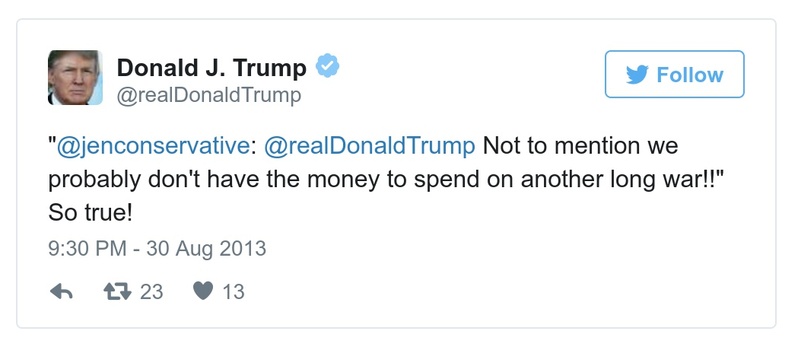 Donald J. Trump
@realDonaldTrump
Follow
"@jenconservative: @realDonaldTrump Not to mention we
probably don't have the money to spend on another long war!!"
So true!
9:30 PM - 30 Aug 2013
23 13